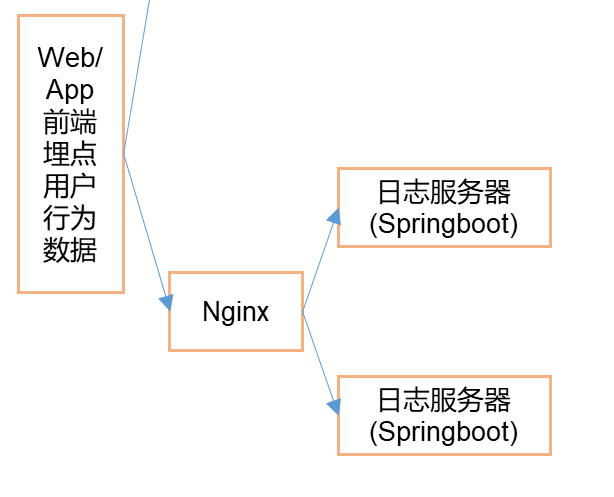 Web/
App
前端
埋点
用户
行为
数据
日志服务器
(Springboot)
Nginx
日志服务器
(Springboot)